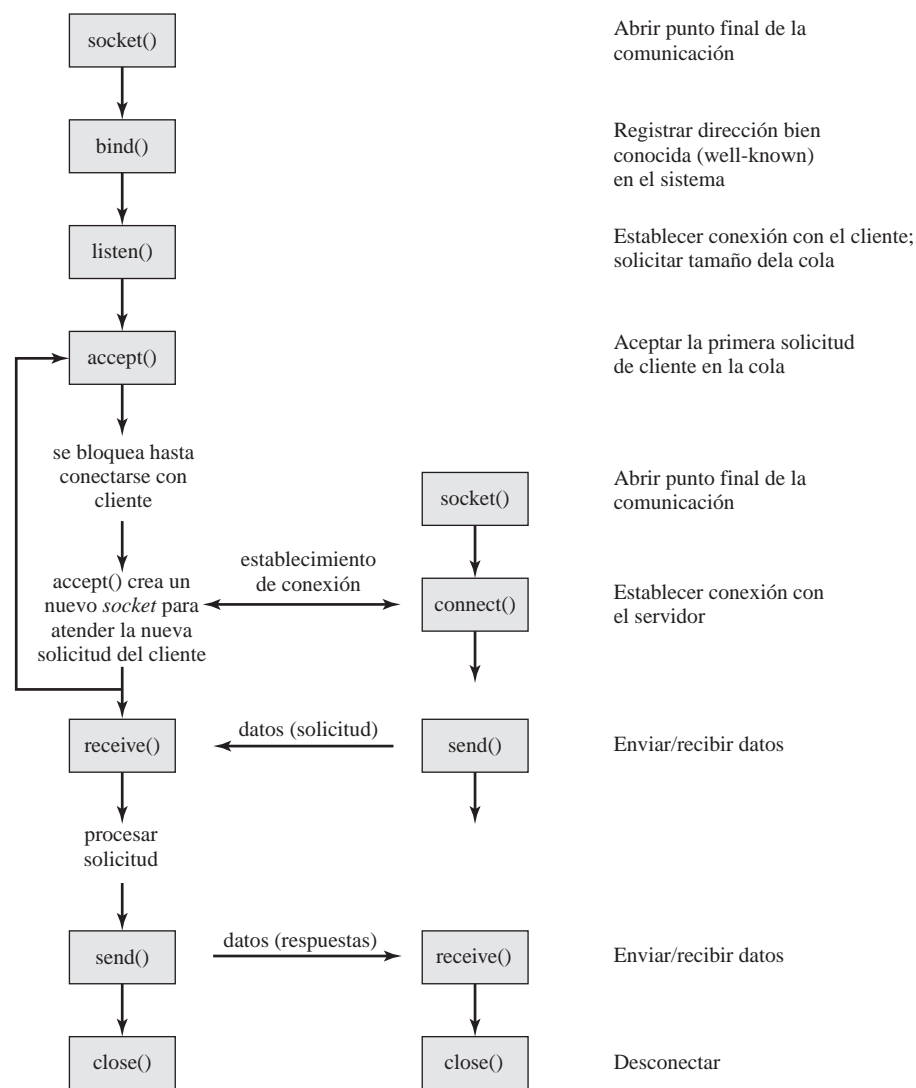 socket()
Abrir punto final de la
comunicación
bind()
Registrar dirección bien
conocida (well-known)
en el sistema
listen()
Establecer conexión con el cliente;
solicitar tamaño dela cola
accept()
Aceptar la primera solicitud
de cliente en la cola
se bloquea hasta
conectarse con
cliente
socket()
Abrir punto final de la
comunicación
establecimiento
de conexión
accept() crea un
nuevo socket para
atender la nueva
solicitud del cliente
connect()
Establecer conexión con
el servidor
receive()
datos (solicitud)
send()
Enviar/recibir datos
procesar
solicitud
send()
datos (respuestas)
receive()
Enviar/recibir datos
close()
close()
Desconectar